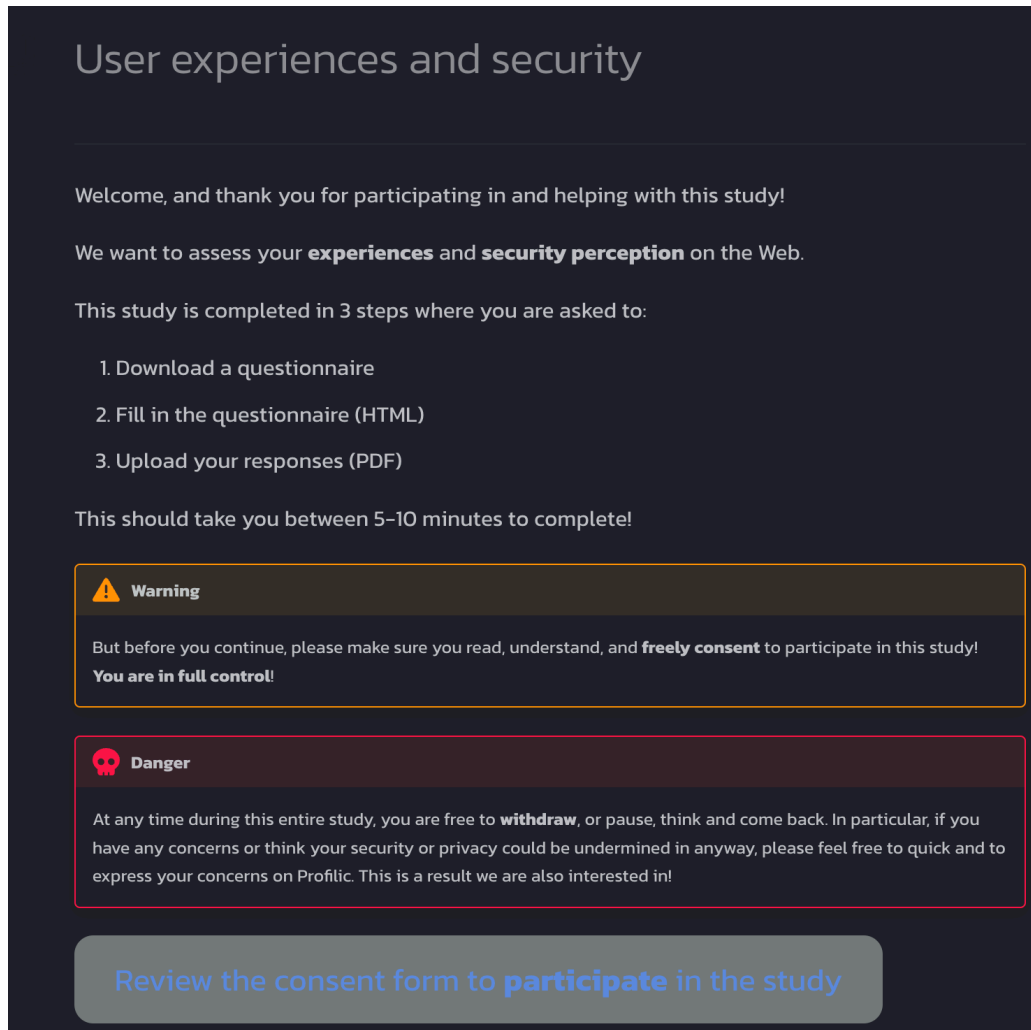 User experiences and security
Welcome, and thank you for participating in and helping with this study!
We want to assess your experiences and security perception on the Web.
This study is completed in 3 steps where you are asked to:
1. Download a questionnaire
2. Fill in the questionnaire (HTML)
3. Upload your responses (PDF)
This should take you between 5-10 minutes to complete!
Warning
But before you continue, please make sure you read, understand, and freely consent to participate in this study!
You are in full control!
Danger
At any time during this entire study, you are free to withdraw, or pause, think and come back. In particular, if you
have any concerns or think your security or privacy could be undermined in anyway, please feel free to quick and to
express your concerns on Profilic. This is a result we are also interested in!
Review the consent form to participate in the study